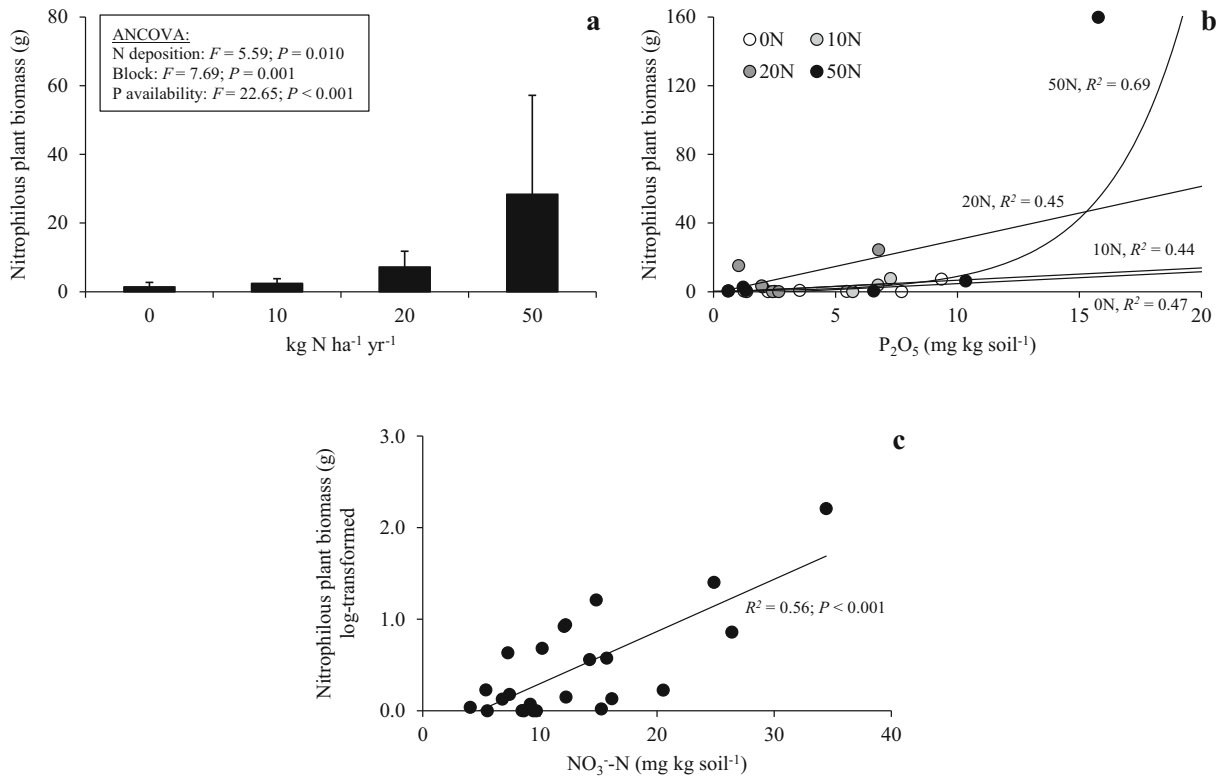 a
ANCOVA:
N deposition: F = 5.59; P = 0.010
Block: F = 7.69; P = 0.001
P availability: F = 22.65; P < 0.001
Nitrophilous plant biomass (g)
80
60
40
20
0
0 10 20 50
kg N ha⁻¹ yr⁻¹
b
0N 10N
20N 50N
Nitrophilous plant biomass (g)
160
120
80
40
0
50N, R² = 0.69
20N, R² = 0.45
10N, R² = 0.44
0N, R² = 0.47
0 5 10 15 20
P₂O₅ (mg kg soil⁻¹)
c
Nitrophilous plant biomass (g)
log-transformed
3.0
2.0
1.0
0.0
R² = 0.56; P < 0.001
0 10 20 30 40
NO₃⁻-N (mg kg soil⁻¹)